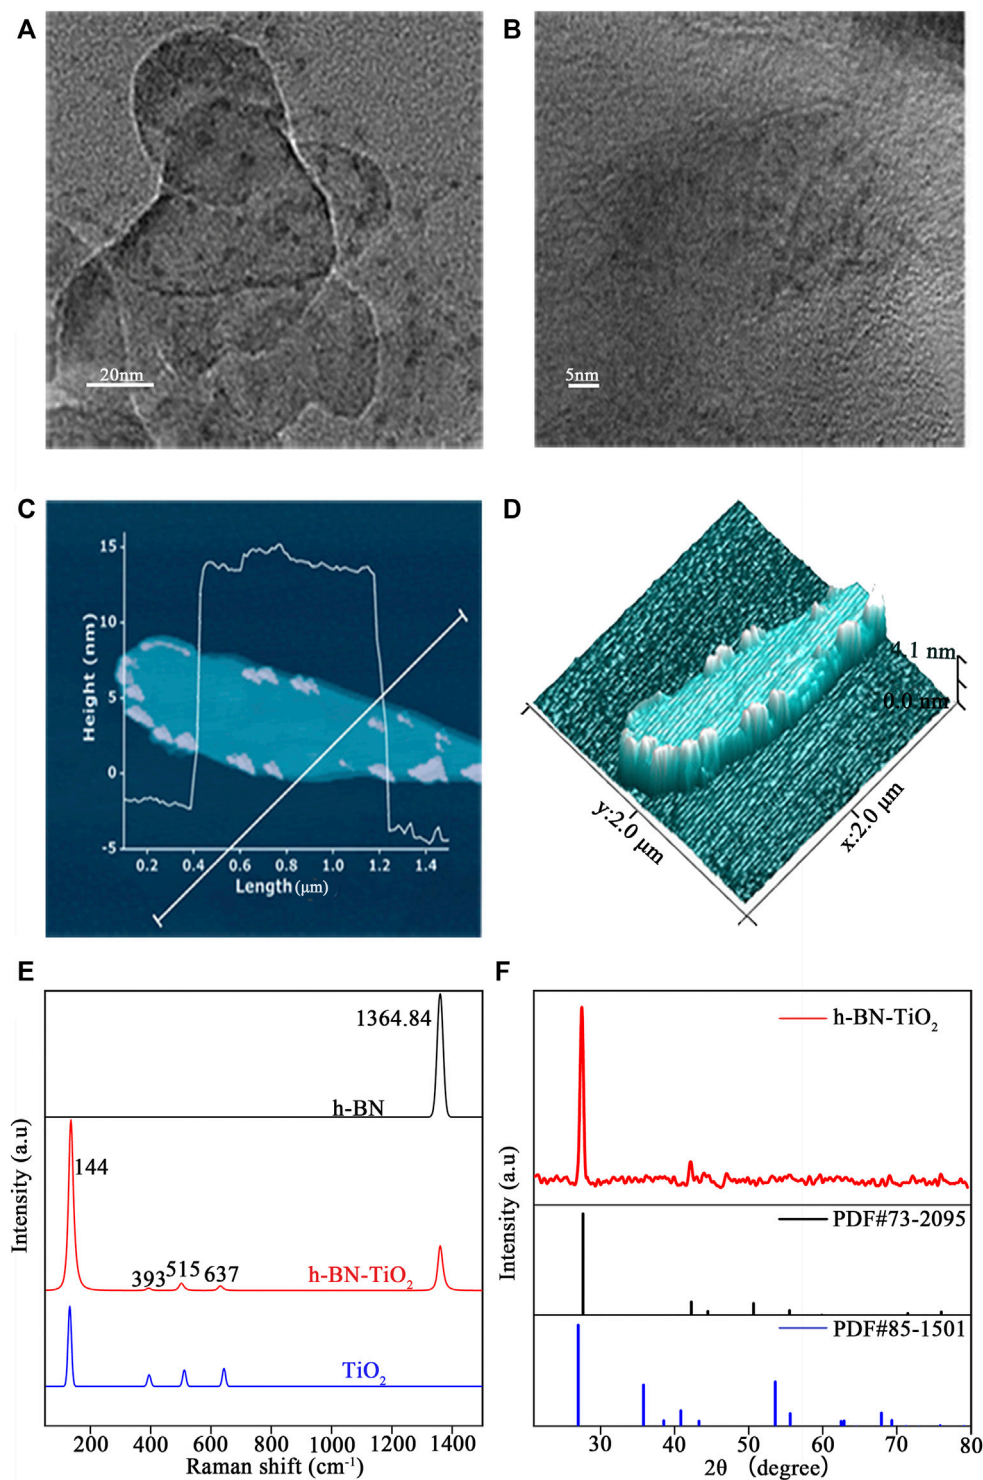 A
B
20nm
5nm
C
D
15
10
5
0
-5
Height (nm)
0.2 0.4 0.6 0.8 1.0 1.2 1.4
Length (μm)
4.1 nm
0.0 nm
y:2.0 μm
x:2.0 μm
E
F
1364.84
h-BN
144
393 515 637
h-BN-TiO₂
TiO₂
Intensity (a.u)
200 400 600 800 1000 1200 1400
Raman shift (cm⁻¹)
h-BN-TiO₂
PDF#73-2095
PDF#85-1501
Intensity (a.u)
30 40 50 60 70 80
2θ (degree)